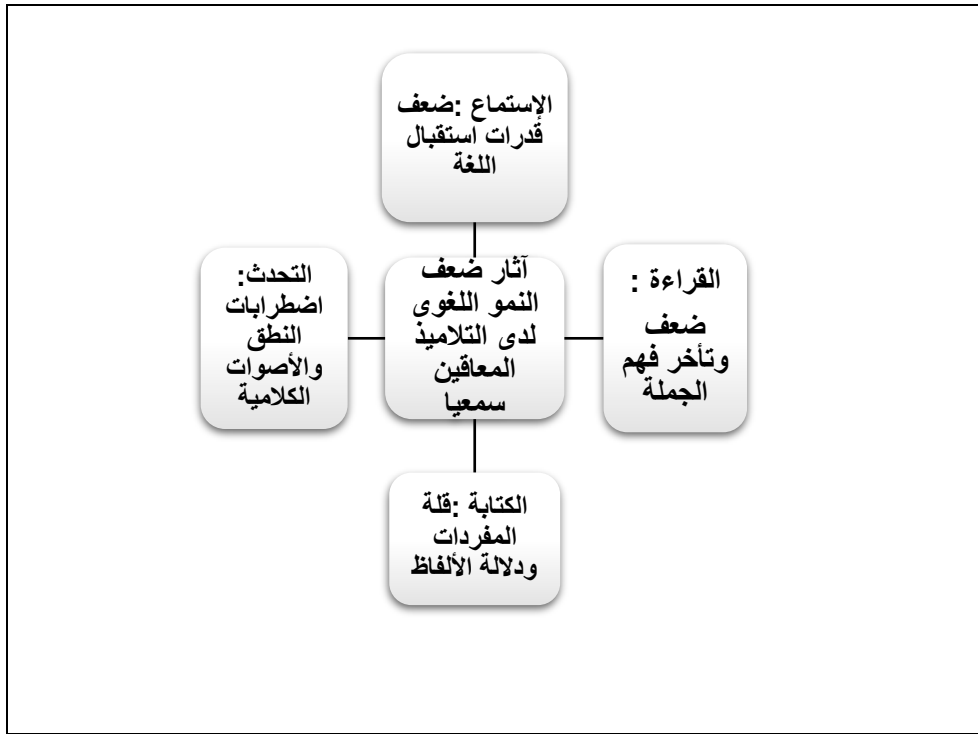 الإستماع :ضعف
قدرات استقبال
اللغة
آثار ضعف
النمو اللغوى
لدى التلاميذ
المعاقين
سمعيا
القراءة :
ضعف
وتأخر فهم
الجملة
الكتابة :قلة
المفردات
ودلالة الألفاظ
التحدث:
اضطرابات
النطق
والأصوات
الكلامية